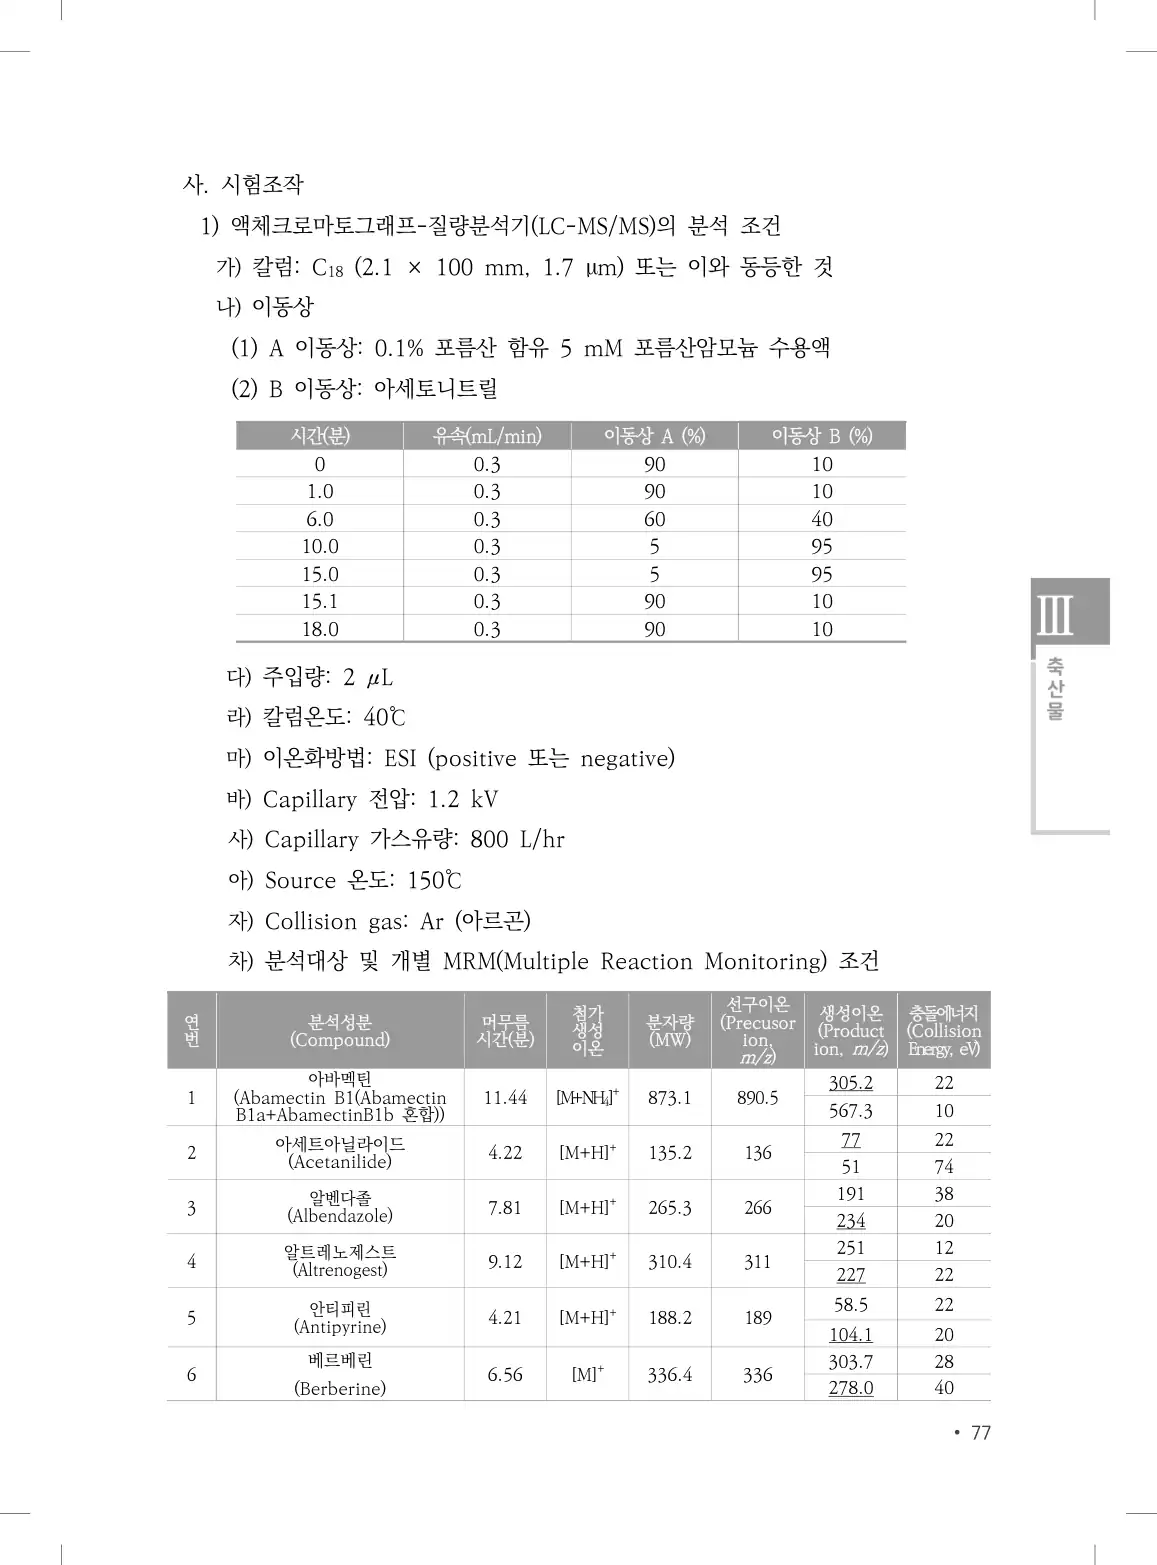 사. 시험조작
1) 액체크로마토그래프-질량분석기(LC-MS/MS)의 분석 조건
가) 칼럼: C18 (2.1 × 100 mm, 1.7 μm) 또는 이와 동등한 것
나) 이동상
(1) A 이동상: 0.1% 포름산 함유 5 mM 포름산암모늄 수용액
(2) B 이동상: 아세토니트릴
시간(분) 유속(mL/min) 이동상 A (%) 이동상 B (%)
0 0.3 90 10
1.0 0.3 90 10
6.0 0.3 60 40
10.0 0.3 5 95
15.0 0.3 5 95
15.1 0.3 90 10
18.0 0.3 90 10
Ⅲ
축산물
다) 주입량: 2 μL
라) 칼럼온도: 40℃
마) 이온화방법: ESI (positive 또는 negative)
바) Capillary 전압: 1.2 kV
사) Capillary 가스유량: 800 L/hr
아) Source 온도: 150℃
자) Collision gas: Ar (아르곤)
차) 분석대상 및 개별 MRM(Multiple Reaction Monitoring) 조건
연번 분석성분 (Compound) 머무름 시간(분) 첨가 생성 이온 분자량 (MW) 선구이온 (Precusor ion, m/z) 생성이온 (Product ion, m/z) 충돌에너지 (Collision Energy, eV)
1 아바멕틴 (Abamectin B1(Abamectin B1a+AbamectinB1b 혼합)) 11.44 [M+NH4]+ 873.1 890.5 305.2 22
567.3 10
2 아세트아닐라이드 (Acetanilide) 4.22 [M+H]+ 135.2 136 77 22
51 74
3 알벤다졸 (Albendazole) 7.81 [M+H]+ 265.3 266 191 38
234 20
4 알트레노제스트 (Altrenogest) 9.12 [M+H]+ 310.4 311 251 12
227 22
5 안티피린 (Antipyrine) 4.21 [M+H]+ 188.2 189 58.5 22
104.1 20
6 베르베린 (Berberine) 6.56 [M]+ 336.4 336 303.7 28
278.0 40
• 77